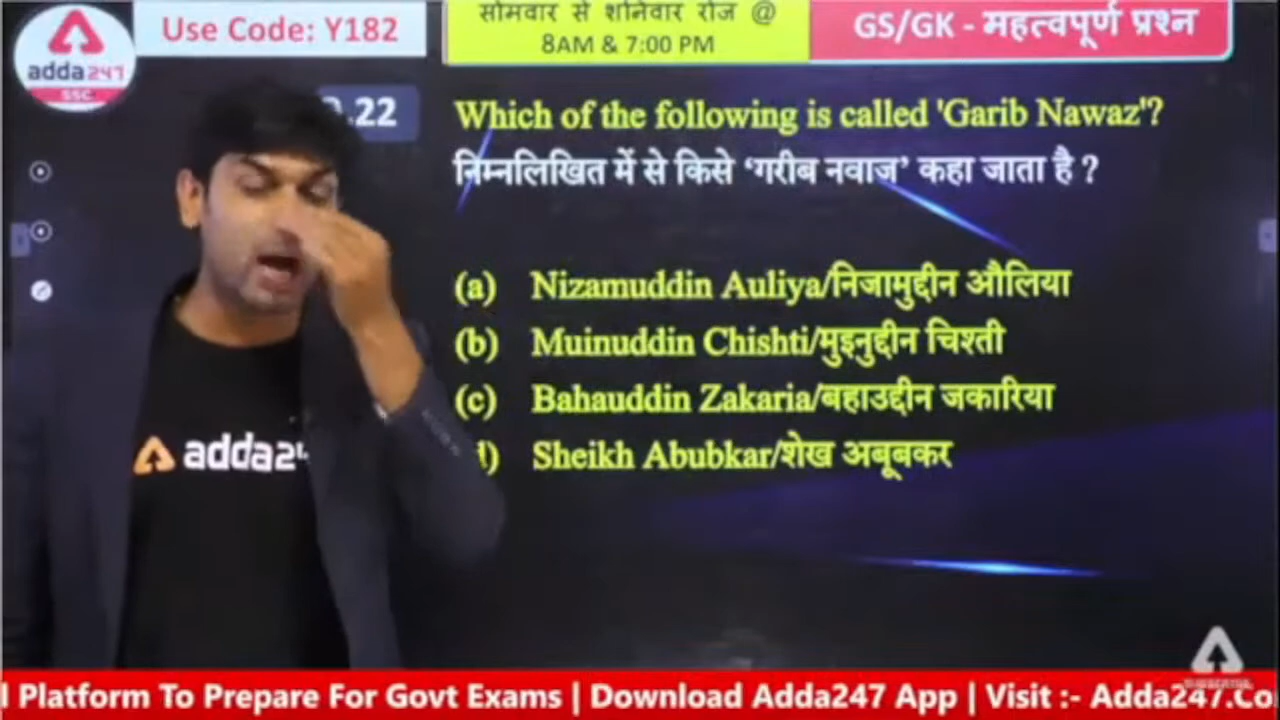 Use Code: Y182
सोमवार से शनिवार रोज @
8AM & 7:00 PM
GS/GK - महत्वपूर्ण प्रश्न
adda247
SSC
.22
Which of the following is called 'Garib Nawaz'?
निम्नलिखित में से किसे ‘गरीब नवाज’ कहा जाता है ?
(a) Nizamuddin Auliya/निजामुद्दीन औलिया
(b) Muinuddin Chishti/मुइनुद्दीन चिश्ती
(c) Bahauddin Zakaria/बहाउद्दीन जकारिया
d) Sheikh Abubkar/शेख अबूबकर
adda24
l Platform To Prepare For Govt Exams | Download Adda247 App | Visit :- Adda247.Co